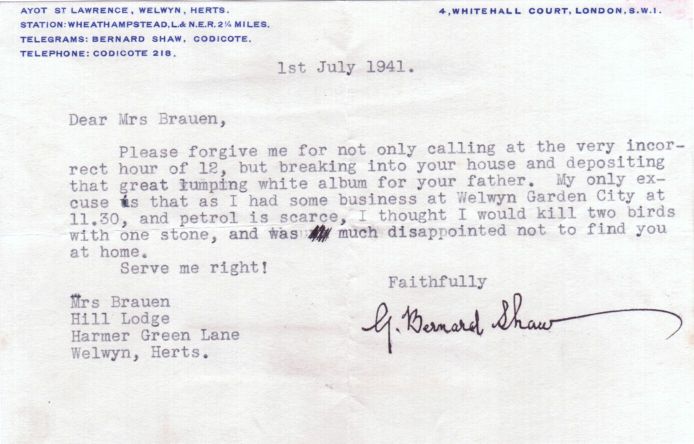 AYOT ST LAWRENCE, WELWYN, HERTS.
STATION: WHEATHAMPSTEAD, L. & N.E.R. 2¼ MILES.
TELEGRAMS: BERNARD SHAW, CODICOTE.
TELEPHONE: CODICOTE 218.
4, WHITEHALL COURT, LONDON, S.W.1.
1st July 1941.
Dear Mrs Brauen,
Please forgive me for not only calling at the very incor-
rect hour of 12, but breaking into your house and depositing
that great lumping white album for your father. My only ex-
cuse is that as I had some business at Welwyn Garden City at
11.30, and petrol is scarce, I thought I would kill two birds
with one stone, and was much disappointed not to find you
at home.
Serve me right!
Faithfully
G. Bernard Shaw
Mrs Brauen
Hill Lodge
Harmer Green Lane
Welwyn, Herts.